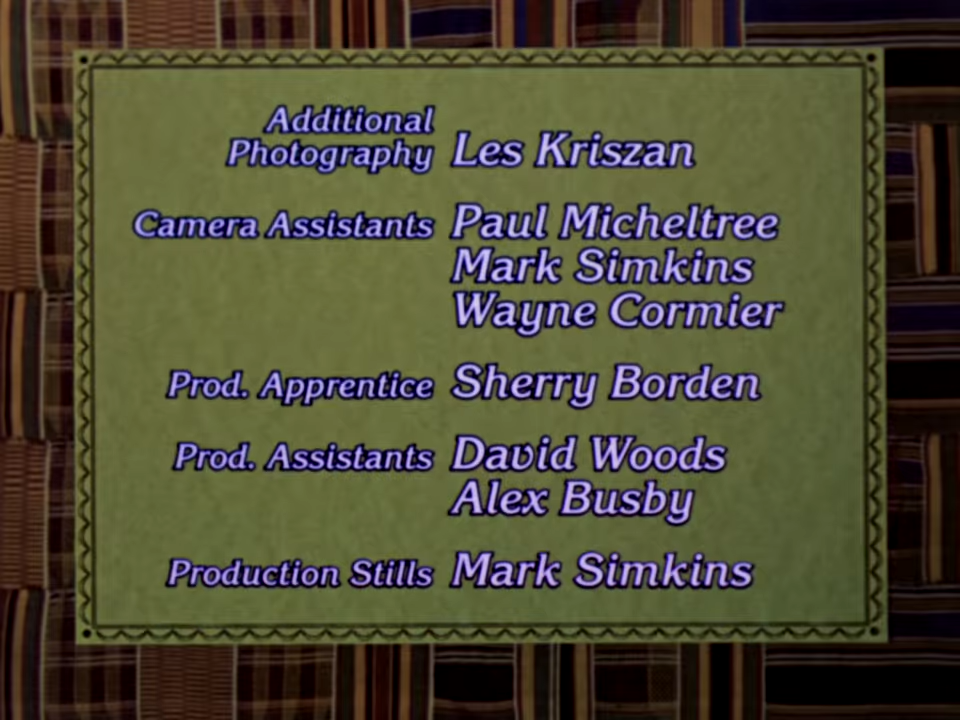 Additional
Photography Les Kriszan
Camera Assistants Paul Micheltree
Mark Simkins
Wayne Cormier
Prod. Apprentice Sherry Borden
Prod. Assistants David Woods
Alex Busby
Production Stills Mark Simkins